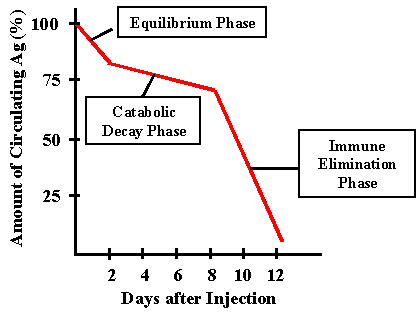 100
Equilibrium Phase
75
Catabolic
Decay Phase
50
Immune
Elimination
Phase
25
Amount of Circulating Ag (%)
2 4 6 8 10 12
Days after Injection